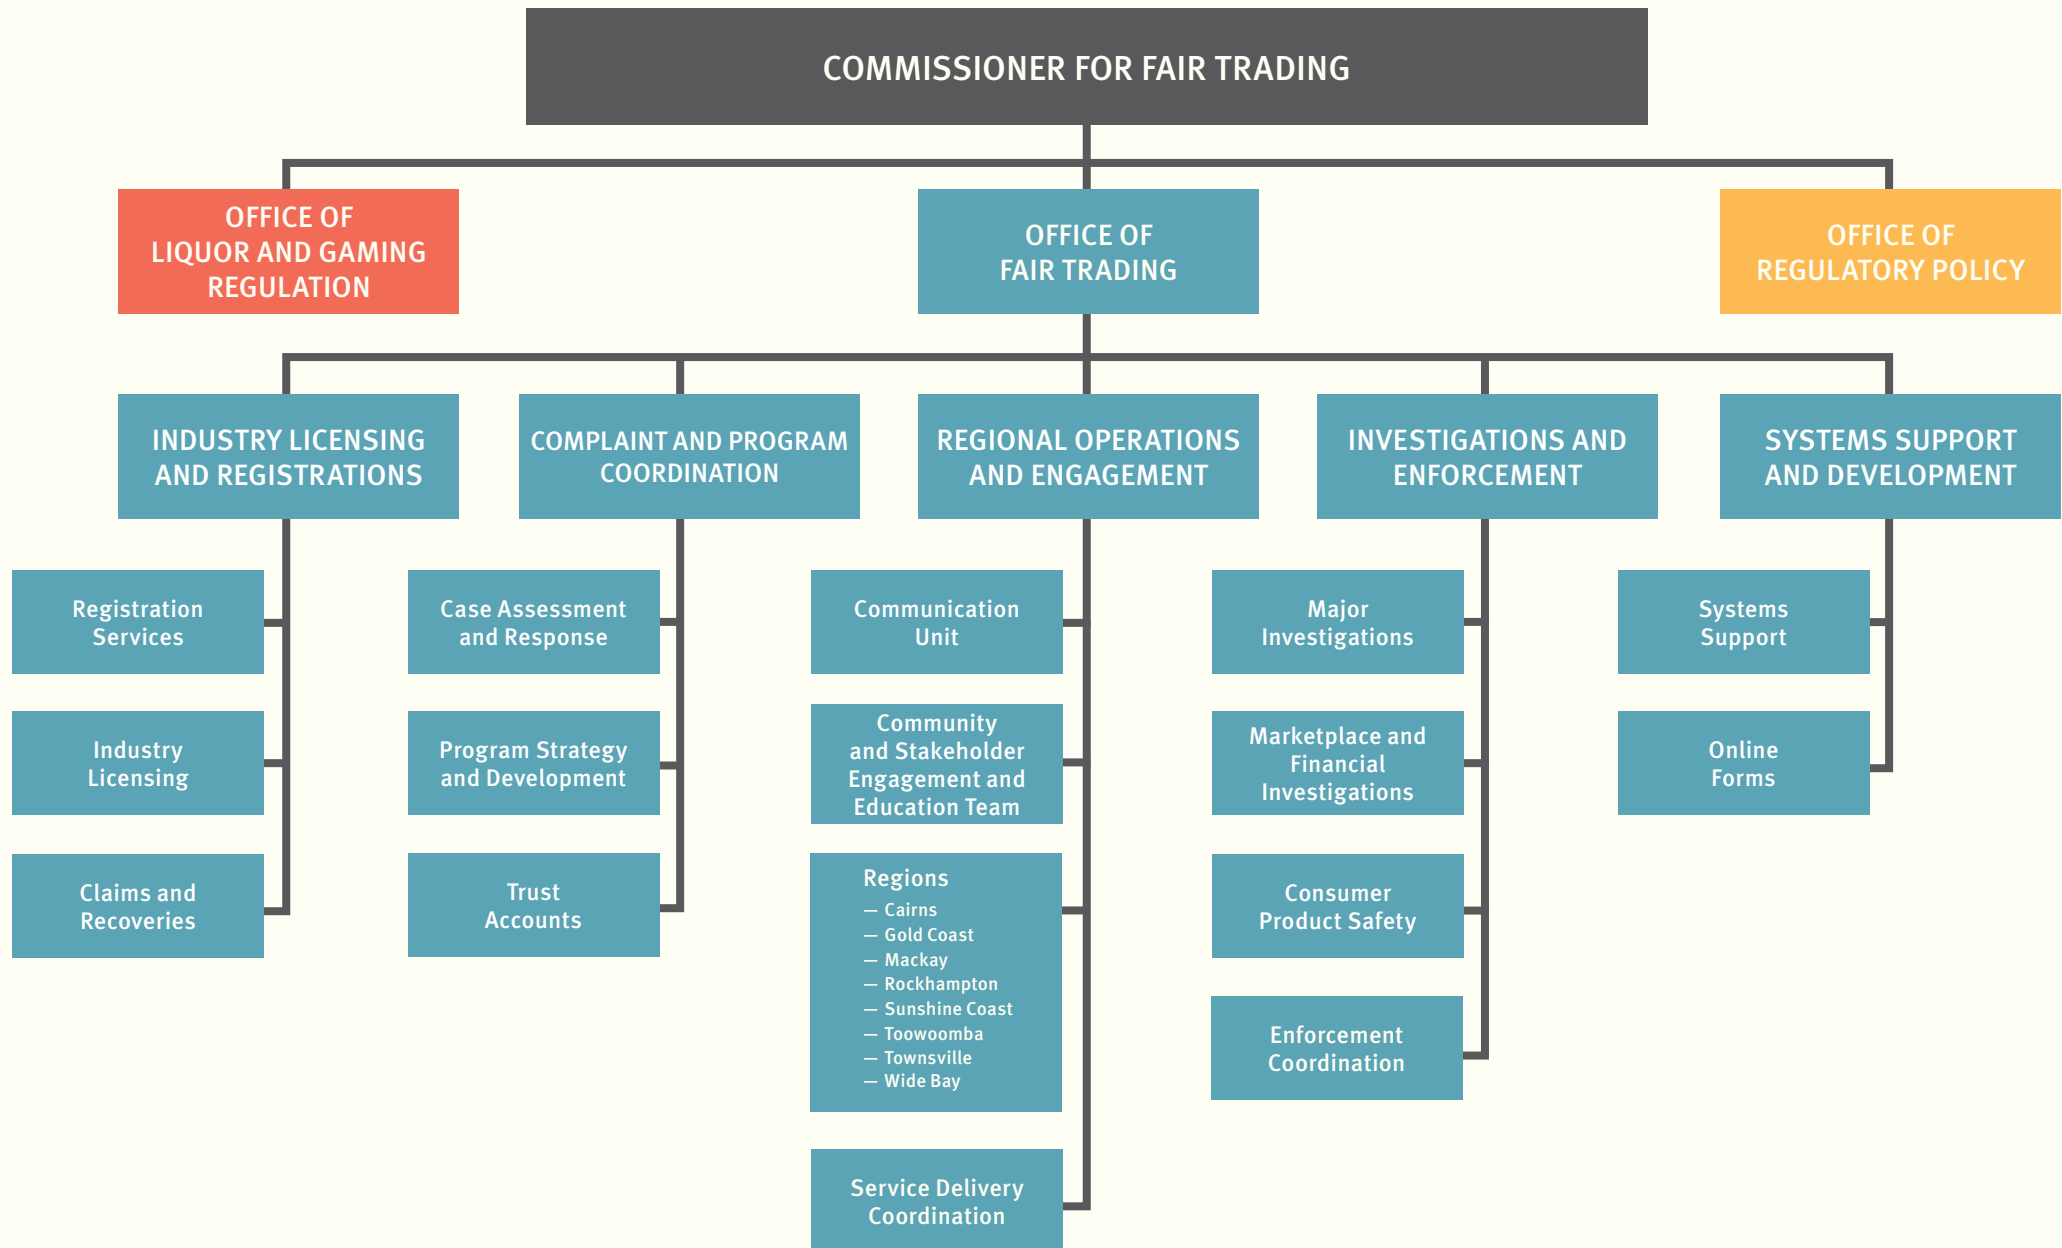 COMMISSIONER FOR FAIR TRADING
OFFICE OF
LIQUOR AND GAMING
REGULATION
OFFICE OF
FAIR TRADING
OFFICE OF
REGULATORY POLICY
INDUSTRY LICENSING
AND REGISTRATIONS
COMPLAINT AND PROGRAM
COORDINATION
REGIONAL OPERATIONS
AND ENGAGEMENT
INVESTIGATIONS AND
ENFORCEMENT
SYSTEMS SUPPORT
AND DEVELOPMENT
Registration
Services
Industry
Licensing
Claims and
Recoveries
Case Assessment
and Response
Program Strategy
and Development
Trust
Accounts
Communication
Unit
Community
and Stakeholder
Engagement and
Education Team
Regions
— Cairns
— Gold Coast
— Mackay
— Rockhampton
— Sunshine Coast
— Toowoomba
— Townsville
— Wide Bay
Service Delivery
Coordination
Major
Investigations
Marketplace and
Financial
Investigations
Consumer
Product Safety
Enforcement
Coordination
Systems
Support
Online
Forms